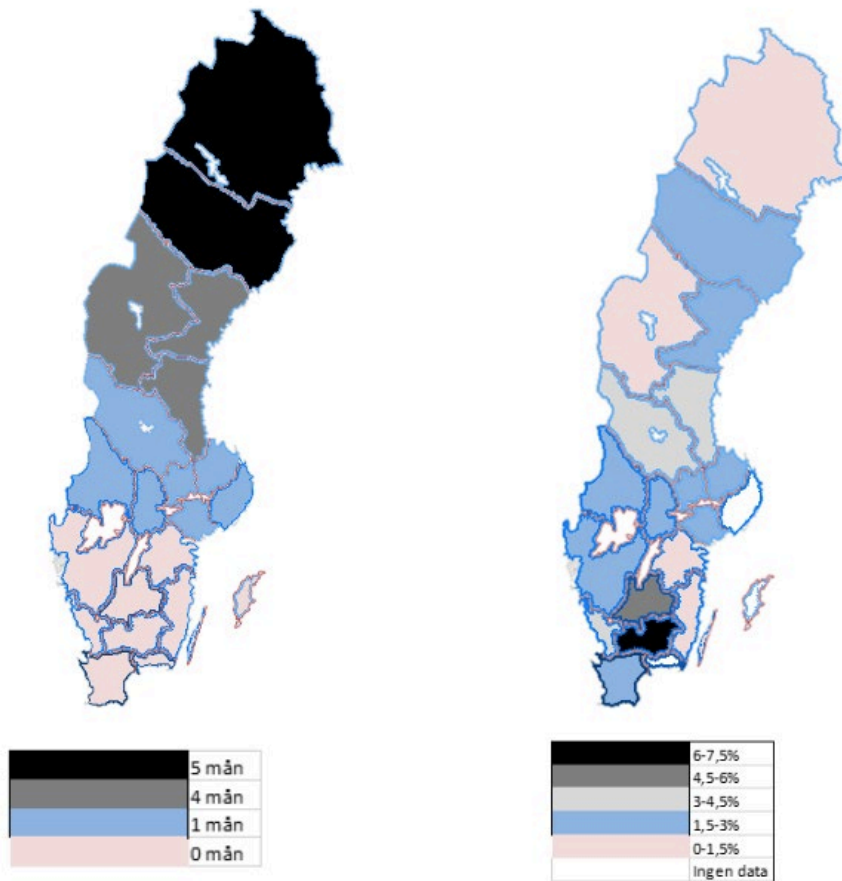 5 mån
4 mån
1 mån
0 mån
6-7,5%
4,5-6%
3-4,5%
1,5-3%
0-1,5%
Ingen data